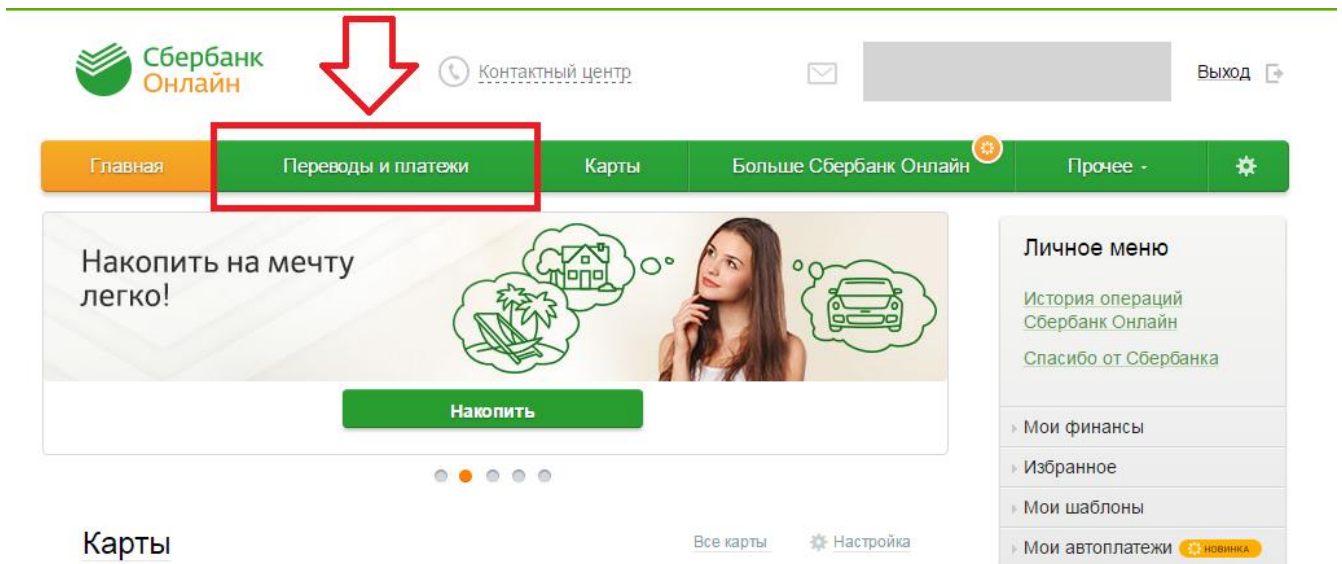 Сбербанк
Онлайн
Контактный центр
Выход
Главная
Переводы и платежи
Карты
Больше Сбербанк Онлайн
Прочее
Накопить на мечту
легко!
Накопить
Личное меню
История операций
Сбербанк Онлайн
Спасибо от Сбербанка
Мои финансы
Избранное
Мои шаблоны
Мои автоплатежи НОВИНКА
Карты
Все карты
Настройка